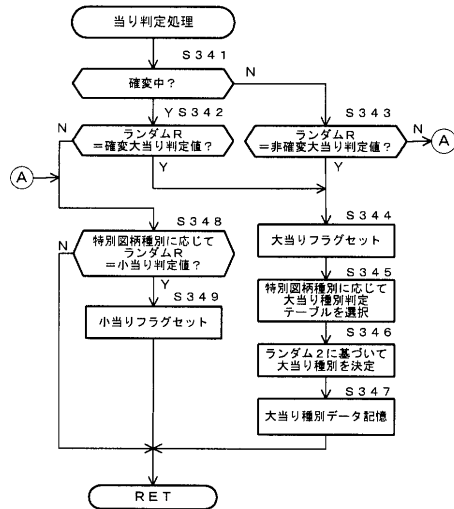 当り判定処理
S341
確変中？
N
Y
S342
S343
N
ランダムR
＝確変大当り判定値？
ランダムR
＝非確変大当り判定値？
N
A
Y
Y
A
S348
S344
N
特別図柄種別に応じて
ランダムR
＝小当り判定値？
大当りフラグセット
Y
S345
S349
特別図柄種別に応じて
大当り種別判定
テーブルを選択
小当りフラグセット
S346
ランダム2に基づいて
大当り種別を決定
S347
大当り種別データ記憶
RET